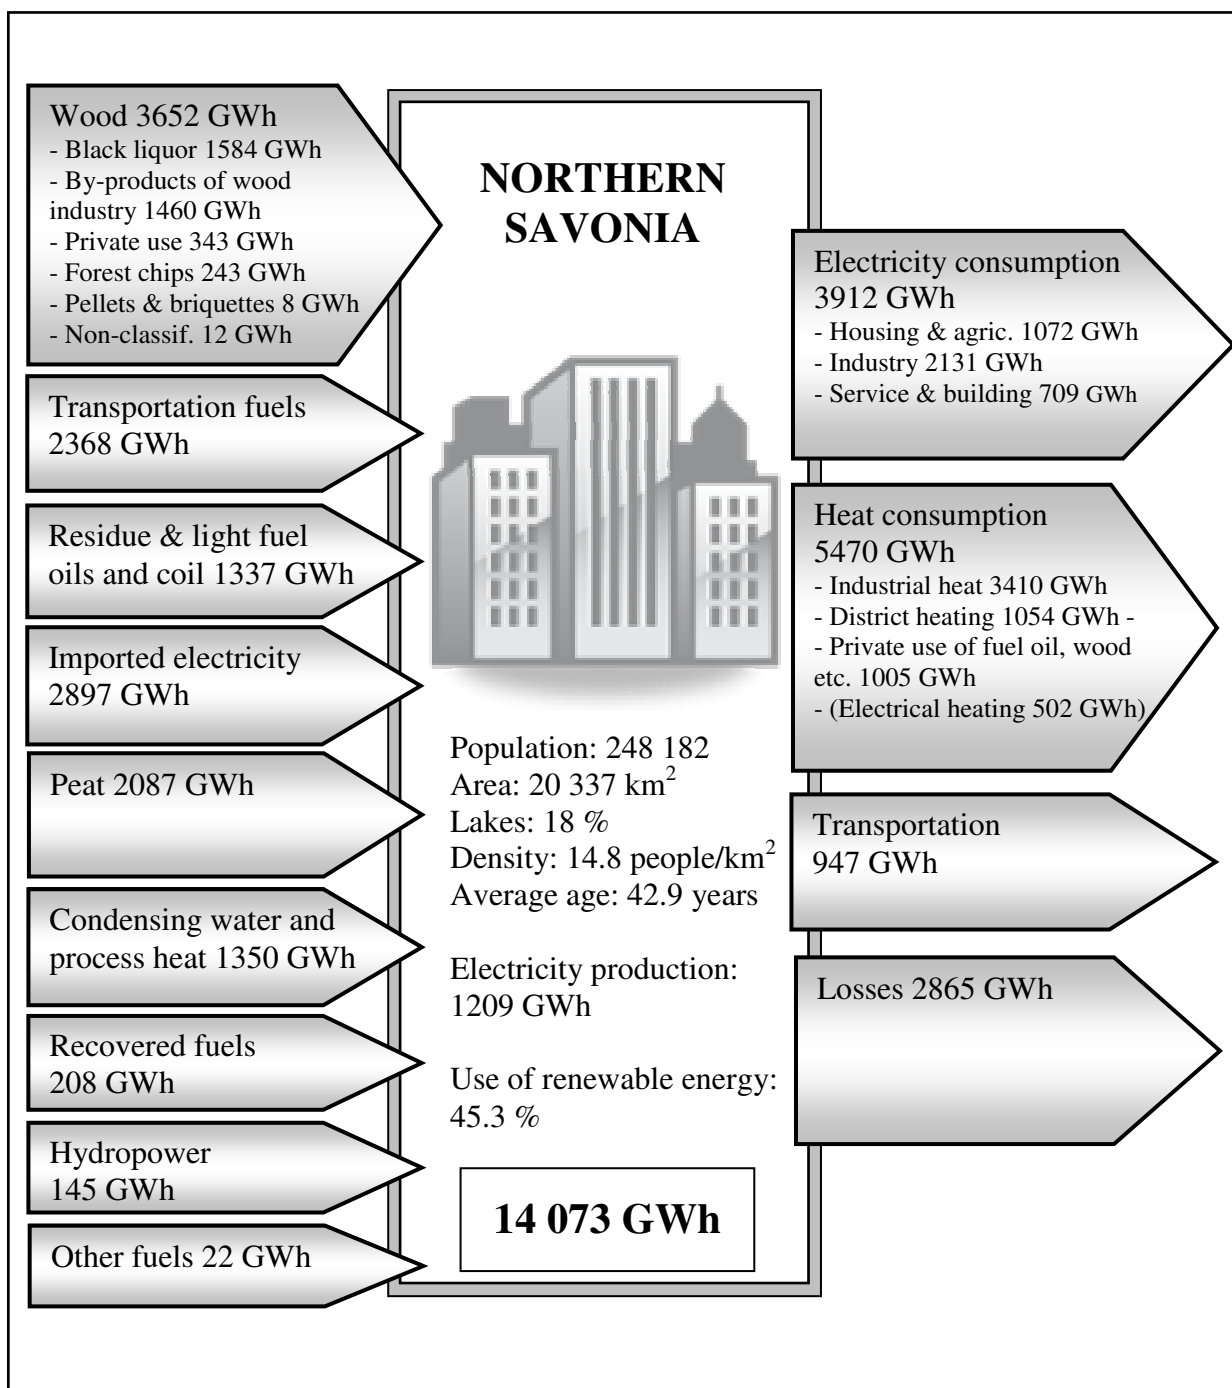 Wood 3652 GWh
- Black liquor 1584 GWh
- By-products of wood
industry 1460 GWh
- Private use 343 GWh
- Forest chips 243 GWh
- Pellets & briquettes 8 GWh
- Non-classif. 12 GWh
Transportation fuels
2368 GWh
Residue & light fuel
oils and coil 1337 GWh
Imported electricity
2897 GWh
Peat 2087 GWh
Condensing water and
process heat 1350 GWh
Recovered fuels
208 GWh
Hydropower
145 GWh
Other fuels 22 GWh
NORTHERN
SAVONIA
Population: 248 182
Area: 20 337 km²
Lakes: 18 %
Density: 14.8 people/km²
Average age: 42.9 years
Electricity production:
1209 GWh
Use of renewable energy:
45.3 %
14 073 GWh
Electricity consumption
3912 GWh
- Housing & agric. 1072 GWh
- Industry 2131 GWh
- Service & building 709 GWh
Heat consumption
5470 GWh
- Industrial heat 3410 GWh
- District heating 1054 GWh -
- Private use of fuel oil, wood
etc. 1005 GWh
- (Electrical heating 502 GWh)
Transportation
947 GWh
Losses 2865 GWh